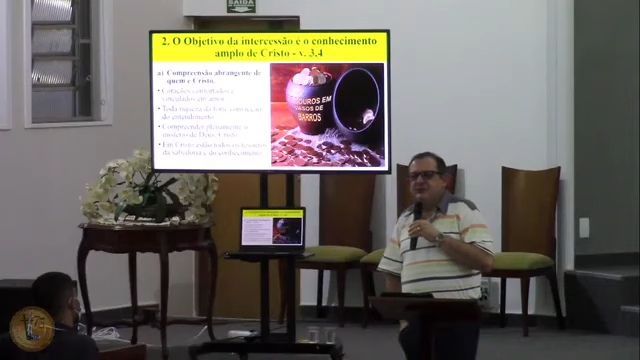 SAÍDA
2. O Objetivo da intercessão é o conhecimento
amplo de Cristo - v. 3,4
a) Compreensão abrangente de
quem é Cristo.
• Corações confortados e
vinculados em amor
• Toda riqueza da forte convicção
do entendimento
• Compreender plenamente o
mistério de Deus, Cristo
• Em Cristo estão todos os tesouros
da sabedoria e do conhecimento
TESOUROS EM
VASOS DE
BARROS